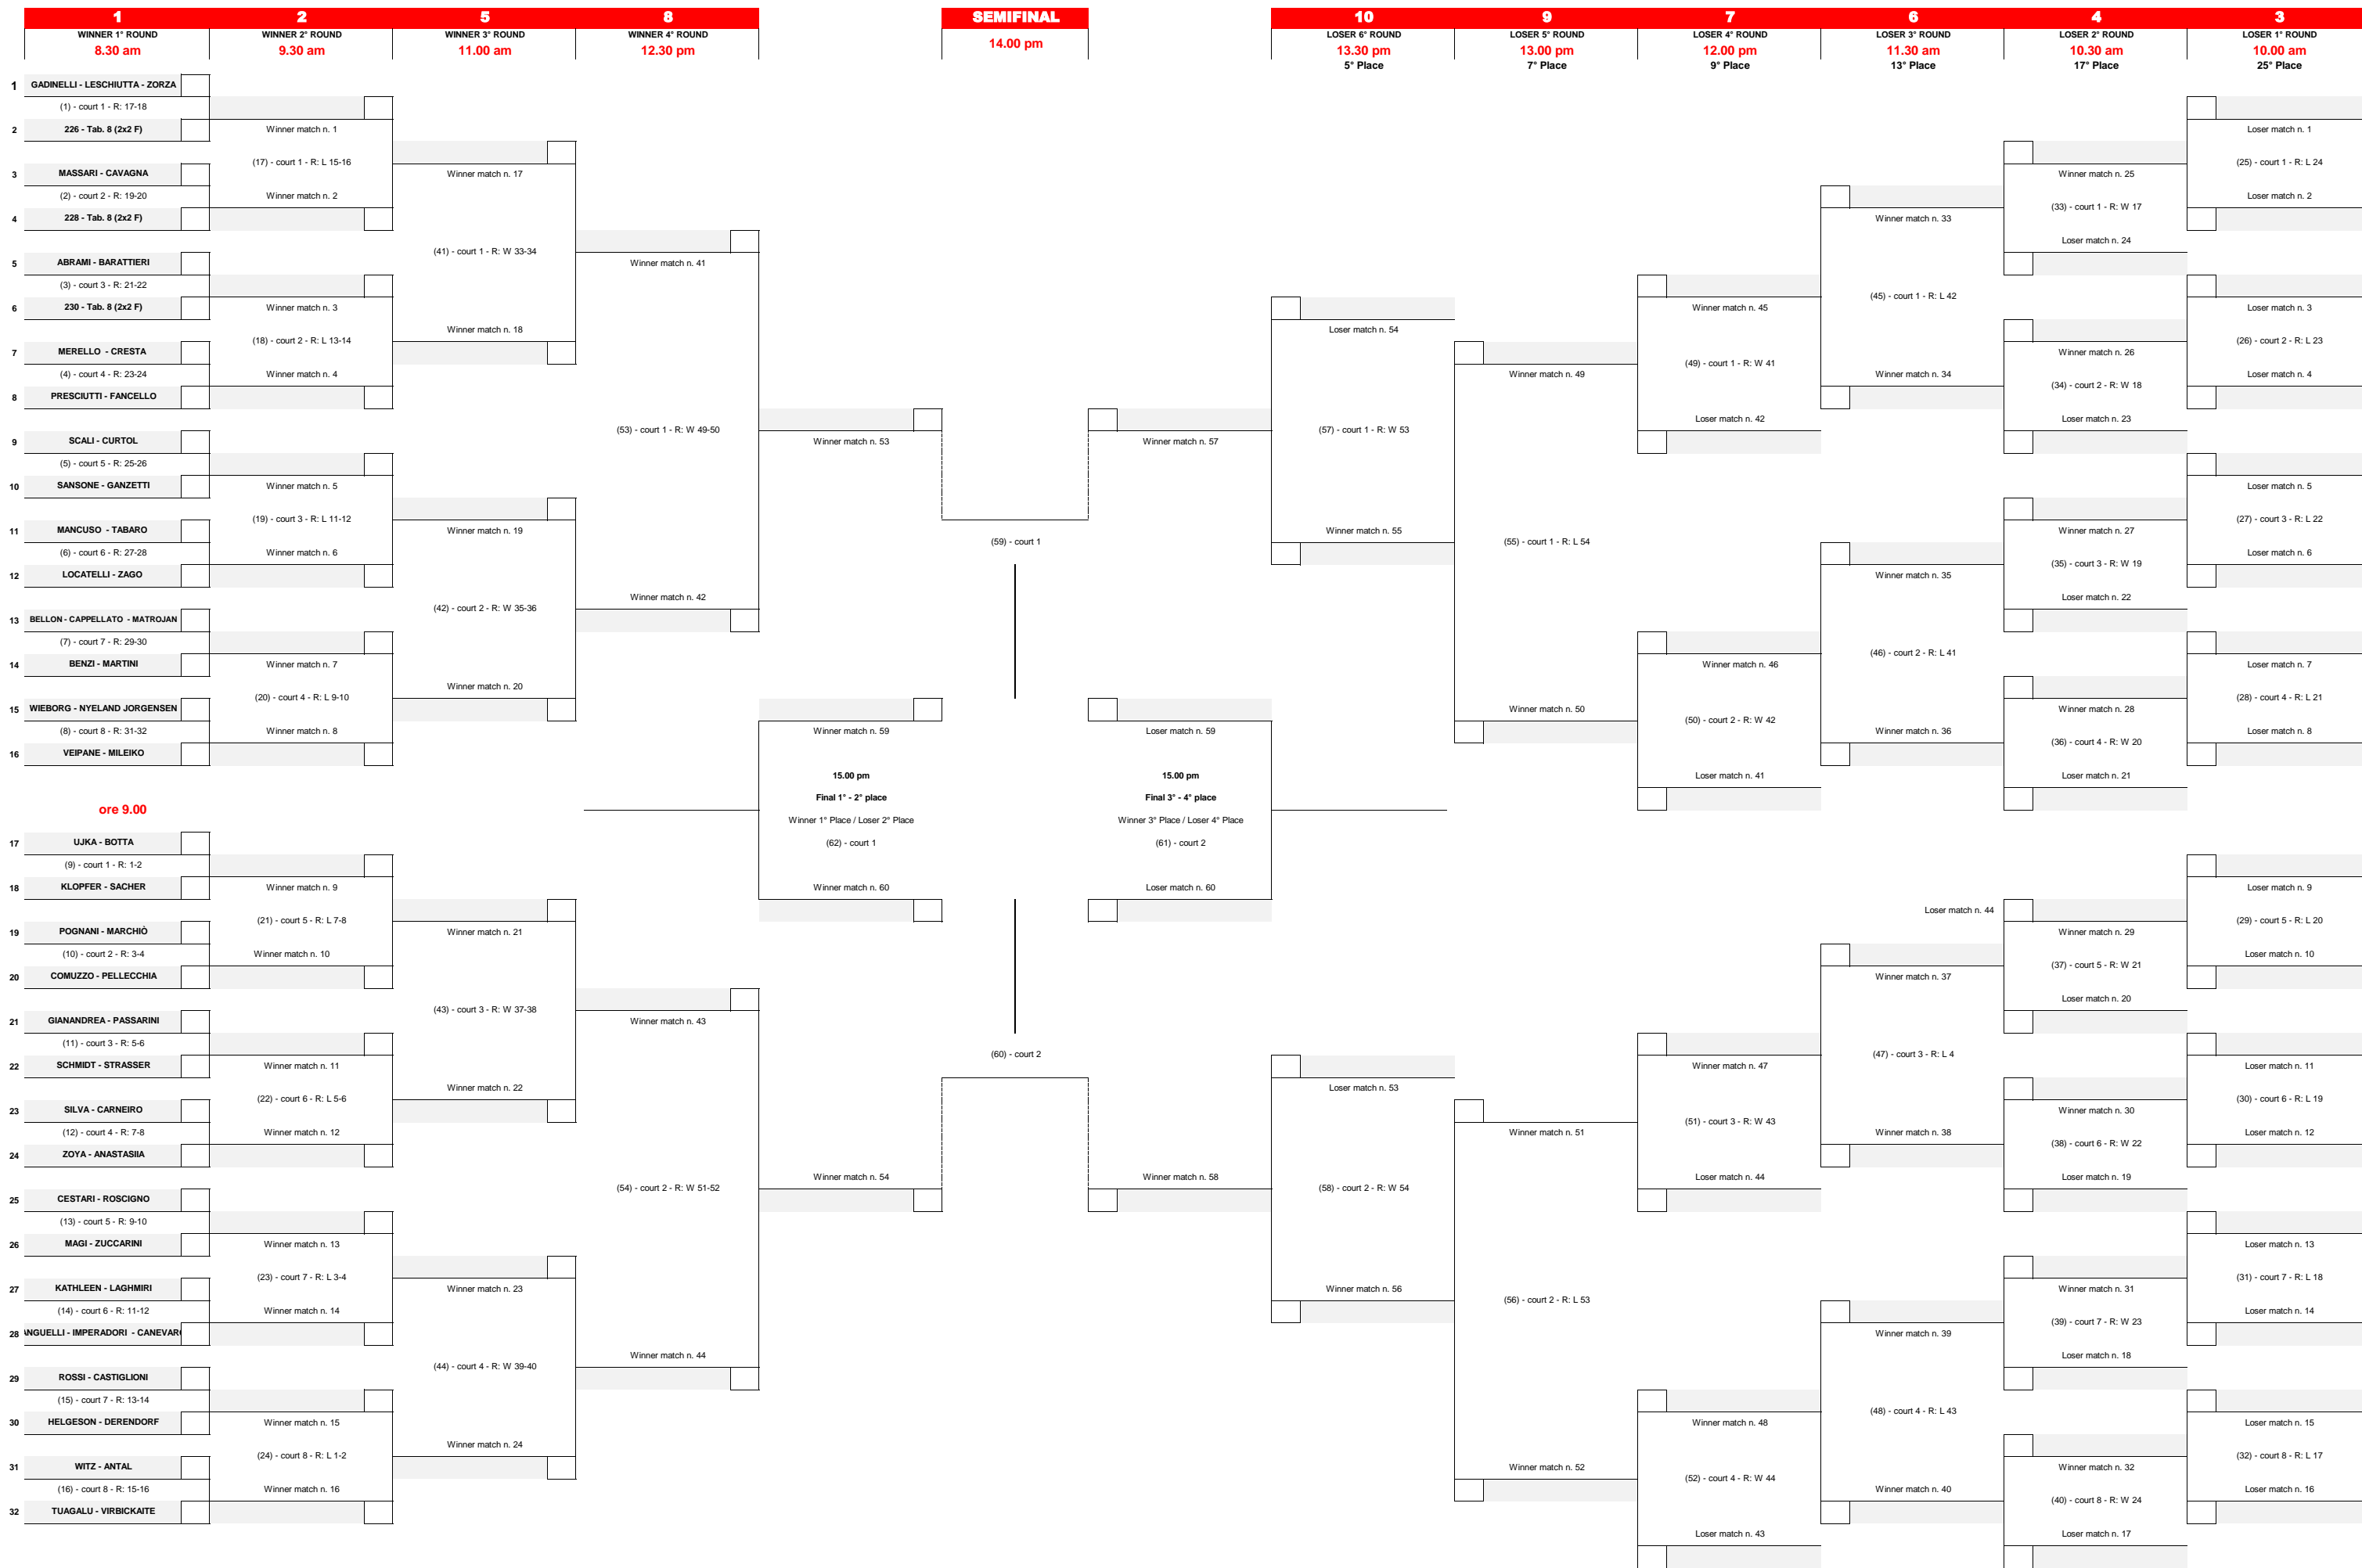 1
2
5
8
SEMIFINAL
10
9
7
6
4
3
WINNER 1° ROUND
WINNER 2° ROUND
WINNER 3° ROUND
WINNER 4° ROUND
LOSER 6° ROUND
LOSER 5° ROUND
LOSER 4° ROUND
LOSER 3° ROUND
LOSER 2° ROUND
LOSER 1° ROUND
8.30 am
9.30 am
11.00 am
12.30 pm
14.00 pm
13.30 pm
13.00 pm
12.00 pm
11.30 am
10.30 am
10.00 am
5° Place
7° Place
9° Place
13° Place
17° Place
25° Place
1 GADINELLI - LESCHIUTTA - ZORZA
(1) - court 1 - R: 17-18
2 226 - Tab. 8 (2x2 F)
3 MASSARI - CAVAGNA
(2) - court 2 - R: 19-20
4 228 - Tab. 8 (2x2 F)
5 ABRAMI - BARATTIERI
(3) - court 3 - R: 21-22
6 230 - Tab. 8 (2x2 F)
7 MERELLO - CRESTA
(4) - court 4 - R: 23-24
8 PRESCIUTTI - FANCELLO
9 SCALI - CURTOL
(5) - court 5 - R: 25-26
10 SANSONE - GANZETTI
11 MANCUSO - TABARO
(6) - court 6 - R: 27-28
12 LOCATELLI - ZAGO
13 BELLON - CAPPELLATO - MATROJAN
(7) - court 7 - R: 29-30
14 BENZI - MARTINI
15 WIEBORG - NYELAND JORGENSEN
(8) - court 8 - R: 31-32
16 VEIPANE - MILEIKO
ore 9.00
17 UJKA - BOTTA
(9) - court 1 - R: 1-2
18 KLOPFER - SACHER
19 POGNANI - MARCHIÒ
(10) - court 2 - R: 3-4
20 COMUZZO - PELLECCHIA
21 GIANANDREA - PASSARINI
(11) - court 3 - R: 5-6
22 SCHMIDT - STRASSER
23 SILVA - CARNEIRO
(12) - court 4 - R: 7-8
24 ZOYA - ANASTASIIA
25 CESTARI - ROSCIGNO
(13) - court 5 - R: 9-10
26 MAGI - ZUCCARINI
27 KATHLEEN - LAGHMIRI
(14) - court 6 - R: 11-12
28 ANGUELLI - IMPERADORI - CANEVARO
29 ROSSI - CASTIGLIONI
(15) - court 7 - R: 13-14
30 HELGESON - DERENDORF
31 WITZ - ANTAL
(16) - court 8 - R: 15-16
32 TUAGALU - VIRBICKAITE
Winner match n. 1
(17) - court 1 - R: L 15-16
Winner match n. 2
Winner match n. 3
(18) - court 2 - R: L 13-14
Winner match n. 4
Winner match n. 5
(19) - court 3 - R: L 11-12
Winner match n. 6
Winner match n. 7
(20) - court 4 - R: L 9-10
Winner match n. 8
Winner match n. 9
(21) - court 5 - R: L 7-8
Winner match n. 10
Winner match n. 11
(22) - court 6 - R: L 5-6
Winner match n. 12
Winner match n. 13
(23) - court 7 - R: L 3-4
Winner match n. 14
Winner match n. 15
(24) - court 8 - R: L 1-2
Winner match n. 16
Winner match n. 17
(41) - court 1 - R: W 33-34
Winner match n. 18
Winner match n. 19
(42) - court 2 - R: W 35-36
Winner match n. 20
Winner match n. 21
(43) - court 3 - R: W 37-38
Winner match n. 22
Winner match n. 23
(44) - court 4 - R: W 39-40
Winner match n. 24
Winner match n. 41
(53) - court 1 - R: W 49-50
Winner match n. 42
Winner match n. 43
(54) - court 2 - R: W 51-52
Winner match n. 44
Winner match n. 53
Winner match n. 59
15.00 pm
Final 1° - 2° place
Winner 1° Place / Loser 2° Place
(62) - court 1
Winner match n. 60
Winner match n. 54
(59) - court 1
(60) - court 2
Winner match n. 57
Loser match n. 59
15.00 pm
Final 3° - 4° place
Winner 3° Place / Loser 4° Place
(61) - court 2
Loser match n. 60
Winner match n. 58
Loser match n. 54
(57) - court 1 - R: W 53
Winner match n. 55
Loser match n. 53
(58) - court 2 - R: W 54
Winner match n. 56
Winner match n. 49
(55) - court 1 - R: L 54
Winner match n. 50
Winner match n. 51
(56) - court 2 - R: L 53
Winner match n. 52
Winner match n. 45
(49) - court 1 - R: W 41
Loser match n. 42
Winner match n. 46
(50) - court 2 - R: W 42
Loser match n. 41
Winner match n. 47
(51) - court 3 - R: W 43
Loser match n. 44
Winner match n. 48
(52) - court 4 - R: W 44
Loser match n. 43
Winner match n. 33
(45) - court 1 - R: L 42
Winner match n. 34
Winner match n. 35
(46) - court 2 - R: L 41
Winner match n. 36
Loser match n. 44
Winner match n. 37
(47) - court 3 - R: L 4
Winner match n. 38
Winner match n. 39
(48) - court 4 - R: L 43
Winner match n. 40
Winner match n. 25
(33) - court 1 - R: W 17
Loser match n. 24
Winner match n. 26
(34) - court 2 - R: W 18
Loser match n. 23
Winner match n. 27
(35) - court 3 - R: W 19
Loser match n. 22
Winner match n. 28
(36) - court 4 - R: W 20
Loser match n. 21
Winner match n. 29
(37) - court 5 - R: W 21
Loser match n. 20
Winner match n. 30
(38) - court 6 - R: W 22
Loser match n. 19
Winner match n. 31
(39) - court 7 - R: W 23
Loser match n. 18
Winner match n. 32
(40) - court 8 - R: W 24
Loser match n. 17
Loser match n. 1
(25) - court 1 - R: L 24
Loser match n. 2
Loser match n. 3
(26) - court 2 - R: L 23
Loser match n. 4
Loser match n. 5
(27) - court 3 - R: L 22
Loser match n. 6
Loser match n. 7
(28) - court 4 - R: L 21
Loser match n. 8
Loser match n. 9
(29) - court 5 - R: L 20
Loser match n. 10
Loser match n. 11
(30) - court 6 - R: L 19
Loser match n. 12
Loser match n. 13
(31) - court 7 - R: L 18
Loser match n. 14
Loser match n. 15
(32) - court 8 - R: L 17
Loser match n. 16